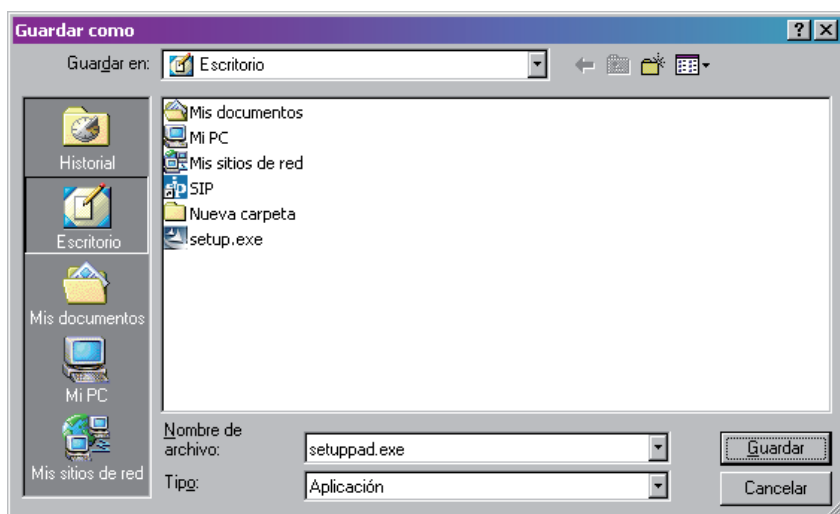 Guardar como
Guardar en:
Escritorio
Historial
Escritorio
Mis documentos
Mi PC
Mis sitios de red
Mis documentos
Mi PC
Mis sitios de red
SIP
Nueva carpeta
setup.exe
Nombre de
archivo:
setuppad.exe
Guardar
Tipo:
Aplicación
Cancelar